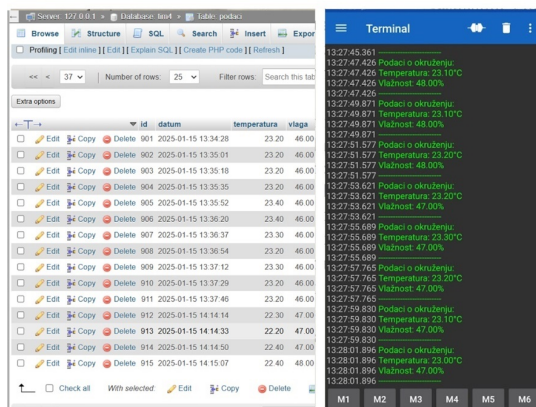 Server: 127.0.0.1 » Database: tim4 » Table: podaci
Browse Structure SQL Search Insert Expor
Profiling [ Edit inline ] [ Edit ] [ Explain SQL ] [ Create PHP code ] [ Refresh ]
<< < 37 Number of rows: 25 Filter rows: Search this tab
Extra options
id datum temperatura vlaga
Edit Copy Delete 901 2025-01-15 13:34:28 23.20 46.00
Edit Copy Delete 902 2025-01-15 13:35:01 23.20 46.00
Edit Copy Delete 903 2025-01-15 13:35:18 23.20 46.00
Edit Copy Delete 904 2025-01-15 13:35:35 23.20 46.00
Edit Copy Delete 905 2025-01-15 13:35:52 23.40 46.00
Edit Copy Delete 906 2025-01-15 13:36:20 23.40 46.00
Edit Copy Delete 907 2025-01-15 13:36:37 23.30 46.00
Edit Copy Delete 908 2025-01-15 13:36:54 23.20 46.00
Edit Copy Delete 909 2025-01-15 13:37:12 23.30 46.00
Edit Copy Delete 910 2025-01-15 13:37:29 23.20 46.00
Edit Copy Delete 911 2025-01-15 13:37:46 23.20 46.00
Edit Copy Delete 912 2025-01-15 14:14:14 22.30 47.00
Edit Copy Delete 913 2025-01-15 14:14:33 22.20 47.00
Edit Copy Delete 914 2025-01-15 14:14:50 22.40 47.00
Edit Copy Delete 915 2025-01-15 14:15:07 22.40 48.00
Check all With selected: Edit Copy Delete
Terminal
13:27:45.361 --------------------
13:27:47.426 Podaci o okruženju:
13:27:47.426 Temperatura: 23.10°C
13:27:47.426 Vlažnost: 48.00%
13:27:47.426 --------------------
13:27:49.871 Podaci o okruženju:
13:27:49.871 Temperatura: 23.10°C
13:27:49.871 Vlažnost: 48.00%
13:27:49.871 --------------------
13:27:51.577 Podaci o okruženju:
13:27:51.577 Temperatura: 23.20°C
13:27:51.577 Vlažnost: 48.00%
13:27:51.577 --------------------
13:27:53.621 Podaci o okruženju:
13:27:53.621 Temperatura: 23.20°C
13:27:53.621 Vlažnost: 47.00%
13:27:53.621 --------------------
13:27:55.689 Podaci o okruženju:
13:27:55.689 Temperatura: 23.30°C
13:27:55.689 Vlažnost: 47.00%
13:27:55.689 --------------------
13:27:57.765 Podaci o okruženju:
13:27:57.765 Temperatura: 23.20°C
13:27:57.765 Vlažnost: 47.00%
13:27:57.765 --------------------
13:27:59.830 Podaci o okruženju:
13:27:59.830 Temperatura: 23.10°C
13:27:59.830 Vlažnost: 47.00%
13:27:59.830 --------------------
13:28:01.896 Podaci o okruženju:
13:28:01.896 Temperatura: 23.00°C
13:28:01.896 Vlažnost: 47.00%
13:28:01.896 --------------------
M1 M2 M3 M4 M5 M6